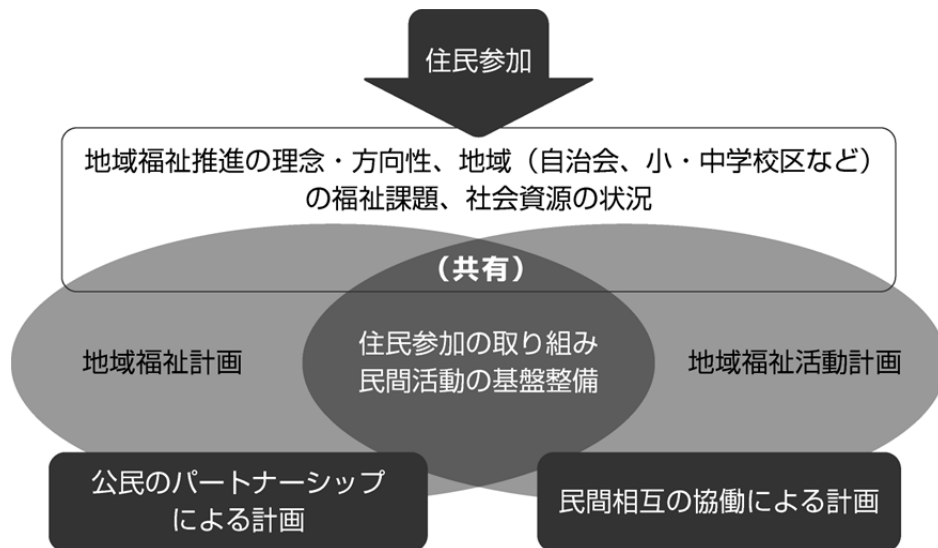 住民参加
地域福祉推進の理念・方向性、地域（自治会、小・中学校区など）
の福祉課題、社会資源の状況
（共有）
地域福祉計画
住民参加の取り組み
民間活動の基盤整備
地域福祉活動計画
公民のパートナーシップ
による計画
民間相互の協働による計画